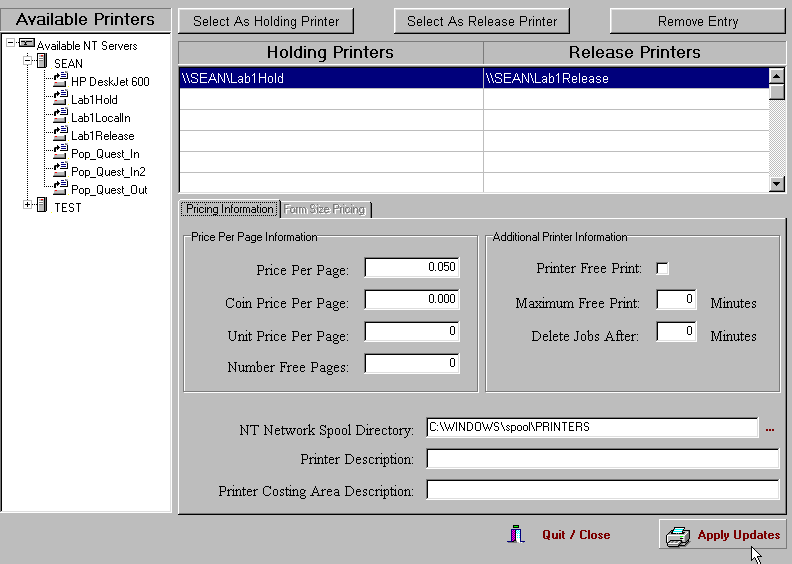 Available Printers
Available NT Servers
SEAN
HP DeskJet 600
Lab1Hold
Lab1LocalIn
Lab1Release
Pop_Quest_In
Pop_Quest_In2
Pop_Quest_Out
TEST
Select As Holding Printer
Select As Release Printer
Remove Entry
Holding Printers
Release Printers
\\SEAN\Lab1Hold
\\SEAN\Lab1Release
Pricing Information
Form Size Pricing
Price Per Page Information
Price Per Page: 0.050
Coin Price Per Page: 0.000
Unit Price Per Page: 0
Number Free Pages: 0
Additional Printer Information
Printer Free Print:
Maximum Free Print: 0 Minutes
Delete Jobs After: 0 Minutes
NT Network Spool Directory: C:\WINDOWS\spool\PRINTERS ...
Printer Description:
Printer Costing Area Description:
Quit / Close
Apply Updates